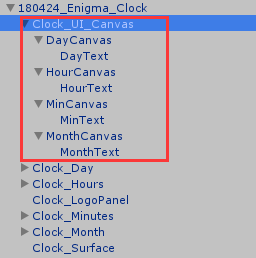 180424_Enigma_Clock
Clock_UI_Canvas
DayCanvas
DayText
HourCanvas
HourText
MinCanvas
MinText
MonthCanvas
MonthText
Clock_Day
Clock_Hours
Clock_LogoPanel
Clock_Minutes
Clock_Month
Clock_Surface